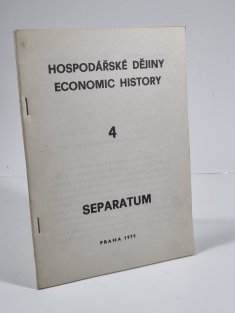 HOSPODÁŘSKÉ DĚJINY
ECONOMIC HISTORY
4
SEPARATUM
PRAHA 1979